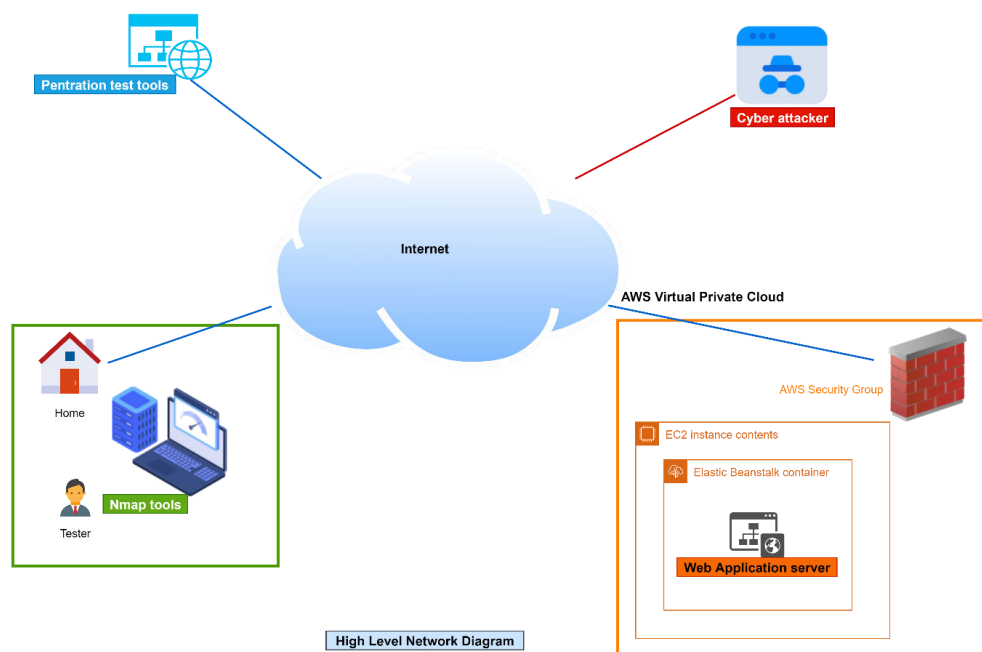 Pentration test tools
Cyber attacker
Internet
AWS Virtual Private Cloud
Home
Nmap tools
Tester
AWS Security Group
EC2 instance contents
Elastic Beanstalk container
Web Application server
High Level Network Diagram